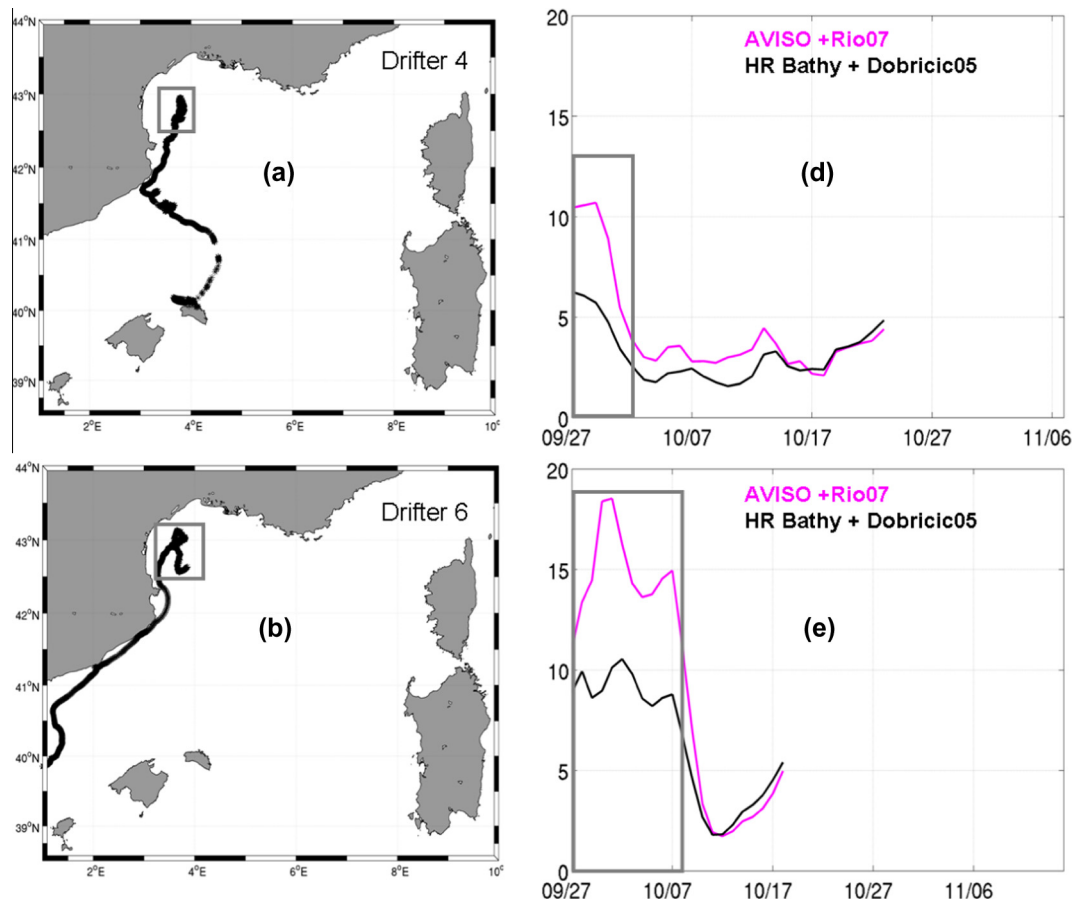 44°N
43°N
42°N
41°N
40°N
39°N
2°E
4°E
6°E
8°E
Drifter 4
(a)
20
15
10
5
0
09/27
10/07
10/17
10/27
11/06
AVISO +Rio07
HR Bathy + Dobricic05
(d)
44°N
43°N
42°N
41°N
40°N
39°N
2°E
4°E
6°E
8°E
Drifter 6
(b)
20
15
10
5
0
09/27
10/07
10/17
10/27
11/06
AVISO +Rio07
HR Bathy + Dobricic05
(e)